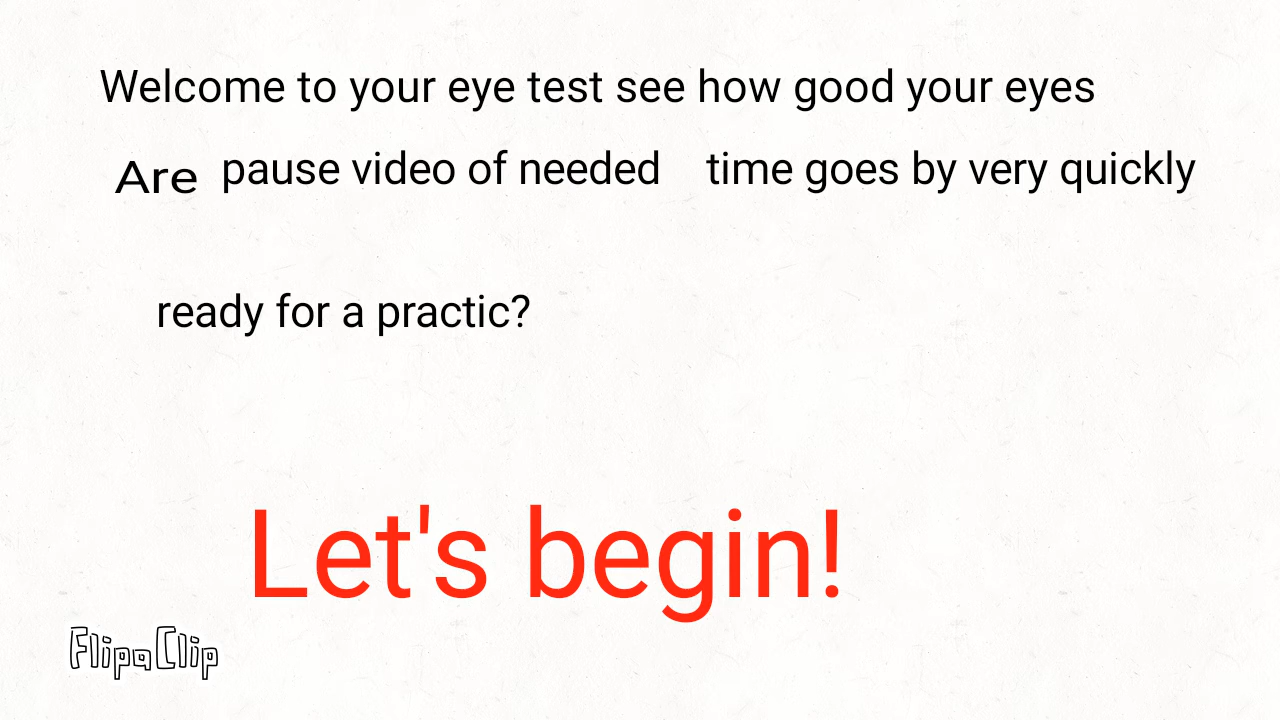 Welcome to your eye test see how good your eyes
Are pause video of needed time goes by very quickly
ready for a practic?
Let's begin!
FlipaClip